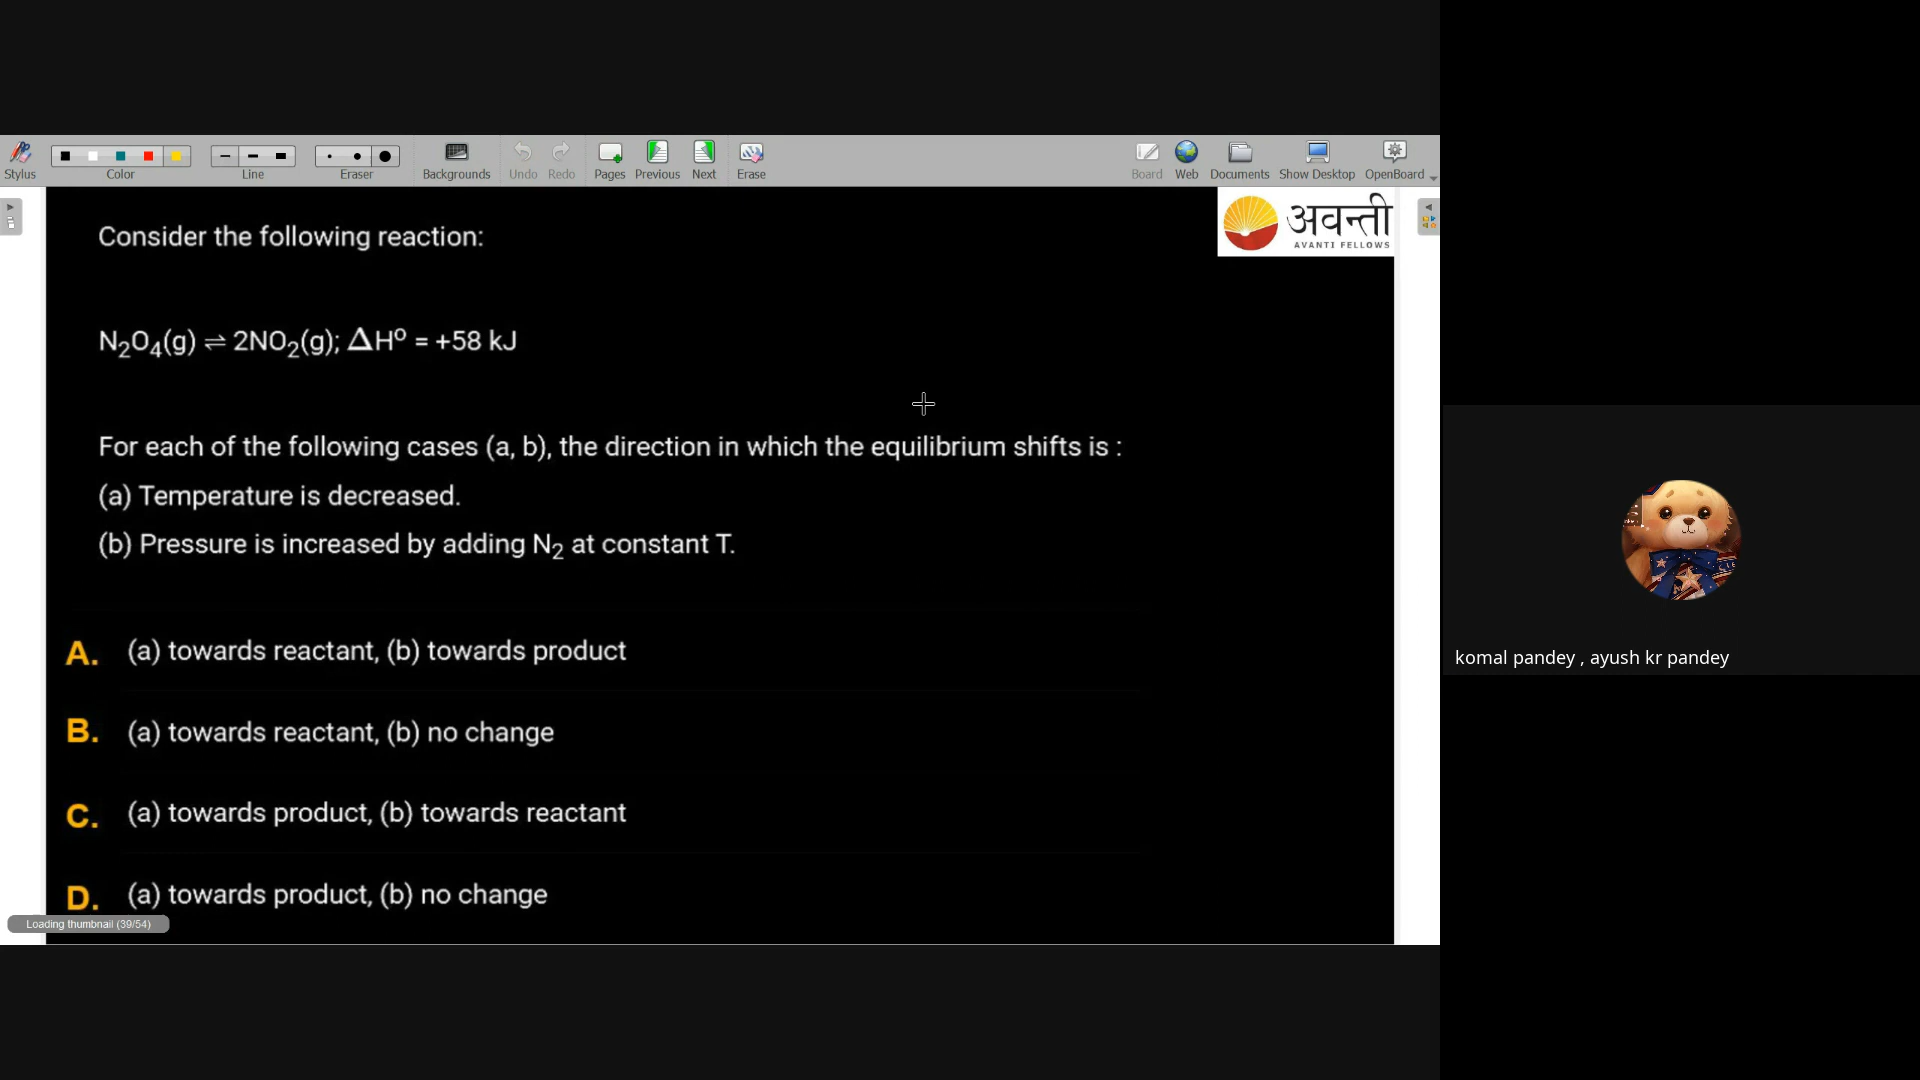 Stylus
Color
Line
Eraser
Backgrounds
Undo
Redo
Pages
Previous
Next
Erase
Board
Web
Documents
Show Desktop
OpenBoard
अवन्ती
AVANTI FELLOWS
Consider the following reaction:
N₂O₄(g) ⇌ 2NO₂(g); ΔHº = +58 kJ
For each of the following cases (a, b), the direction in which the equilibrium shifts is :
(a) Temperature is decreased.
(b) Pressure is increased by adding N₂ at constant T.
A. (a) towards reactant, (b) towards product
B. (a) towards reactant, (b) no change
C. (a) towards product, (b) towards reactant
D. (a) towards product, (b) no change
Loading thumbnail (39/54)
komal pandey , ayush kr pandey